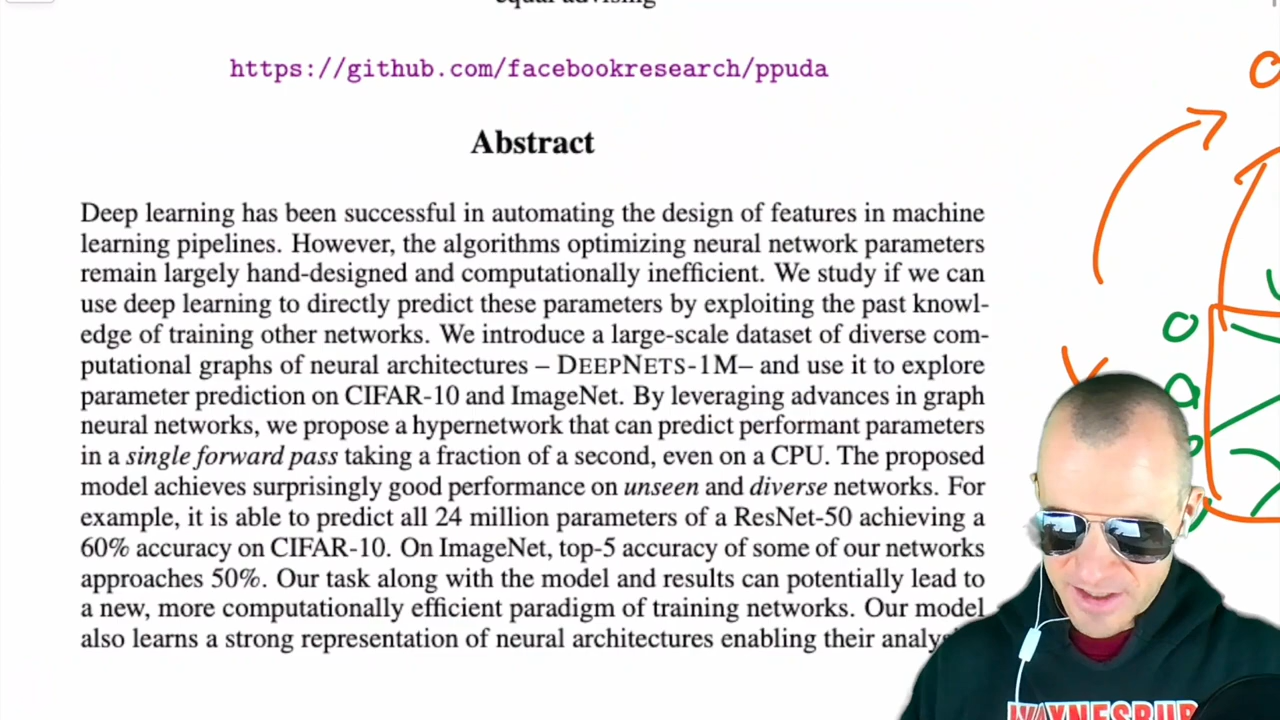 equal advising
https://github.com/facebookresearch/ppuda
Abstract
Deep learning has been successful in automating the design of features in machine
learning pipelines. However, the algorithms optimizing neural network parameters
remain largely hand-designed and computationally inefficient. We study if we can
use deep learning to directly predict these parameters by exploiting the past knowl-
edge of training other networks. We introduce a large-scale dataset of diverse com-
putational graphs of neural architectures – DEEPNETS-1M– and use it to explore
parameter prediction on CIFAR-10 and ImageNet. By leveraging advances in graph
neural networks, we propose a hypernetwork that can predict performant parameters
in a single forward pass taking a fraction of a second, even on a CPU. The proposed
model achieves surprisingly good performance on unseen and diverse networks. For
example, it is able to predict all 24 million parameters of a ResNet-50 achieving a
60% accuracy on CIFAR-10. On ImageNet, top-5 accuracy of some of our networks
approaches 50%. Our task along with the model and results can potentially lead to
a new, more computationally efficient paradigm of training networks. Our model
also learns a strong representation of neural architectures enabling their